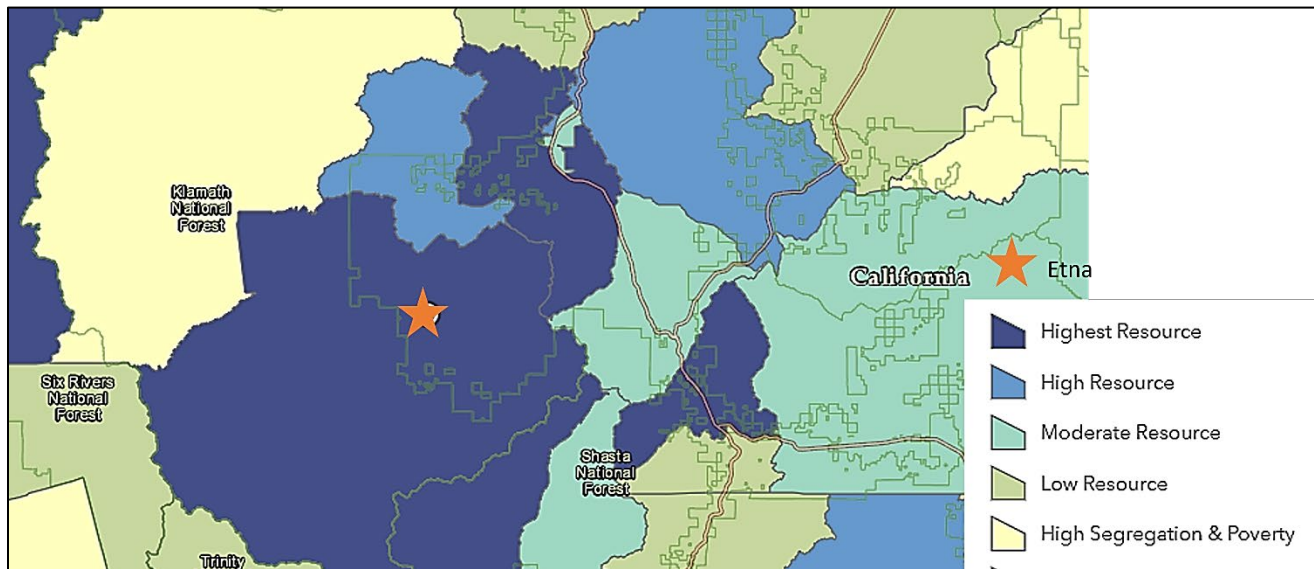 Klamath
National
Forest
California
Etna
Six Rivers
National
Forest
Shasta
National
Forest
Trinity
Highest Resource
High Resource
Moderate Resource
Low Resource
High Segregation & Poverty